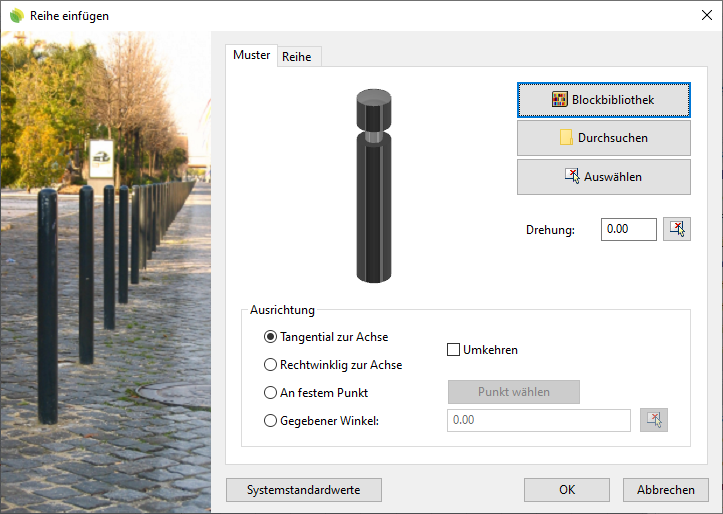 Reihe einfügen
Muster
Reihe
Blockbibliothek
Durchsuchen
Auswählen
Drehung:
0.00
Ausrichtung
Tangential zur Achse
Umkehren
Rechtwinklig zur Achse
An festem Punkt
Punkt wählen
Gegebener Winkel:
0.00
Systemstandardwerte
OK
Abbrechen